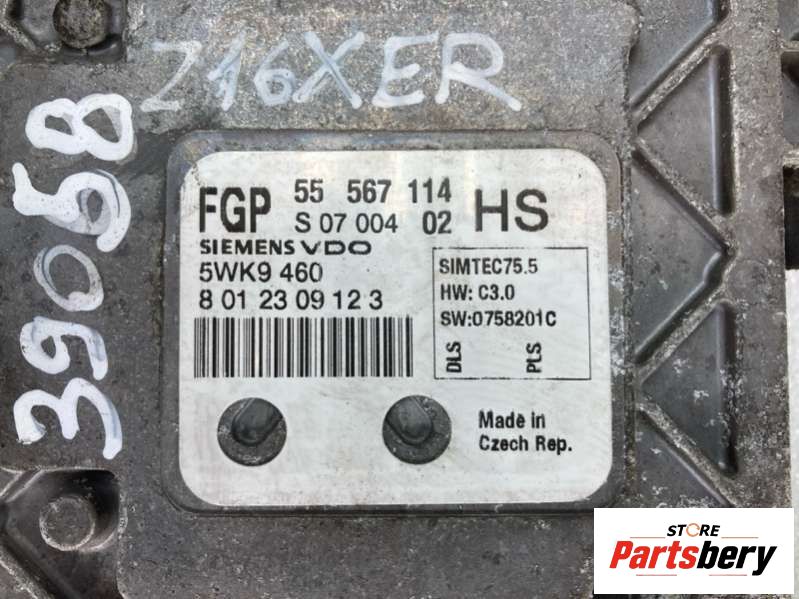 Z16XER
39058
FGP 55 567 114 HS
S 07 004 02
SIEMENS VDO
5WK9 460
8 01 23 09 12 3
SIMTEC75.5
HW: C3.0
SW:0758201C
DLS PLS
Made in
Czech Rep.
STORE
Partsbery